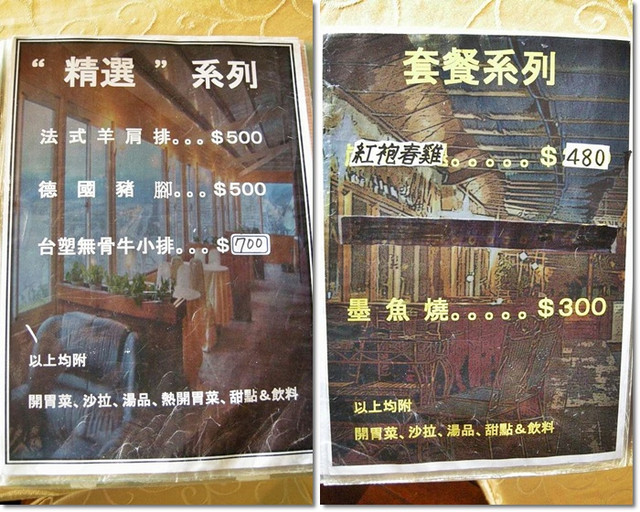 “精選”系列
法式羊肩排。。。$500
德國豬腳。。。$500
台塑無骨牛小排。。。$700
以上均附
開胃菜、沙拉、湯品、熱開胃菜、甜點&飲料
套餐系列
紅袍春雞。。。。。$480
墨魚燒。。。。。$300
以上均附
開胃菜、沙拉、湯品、甜點&飲料